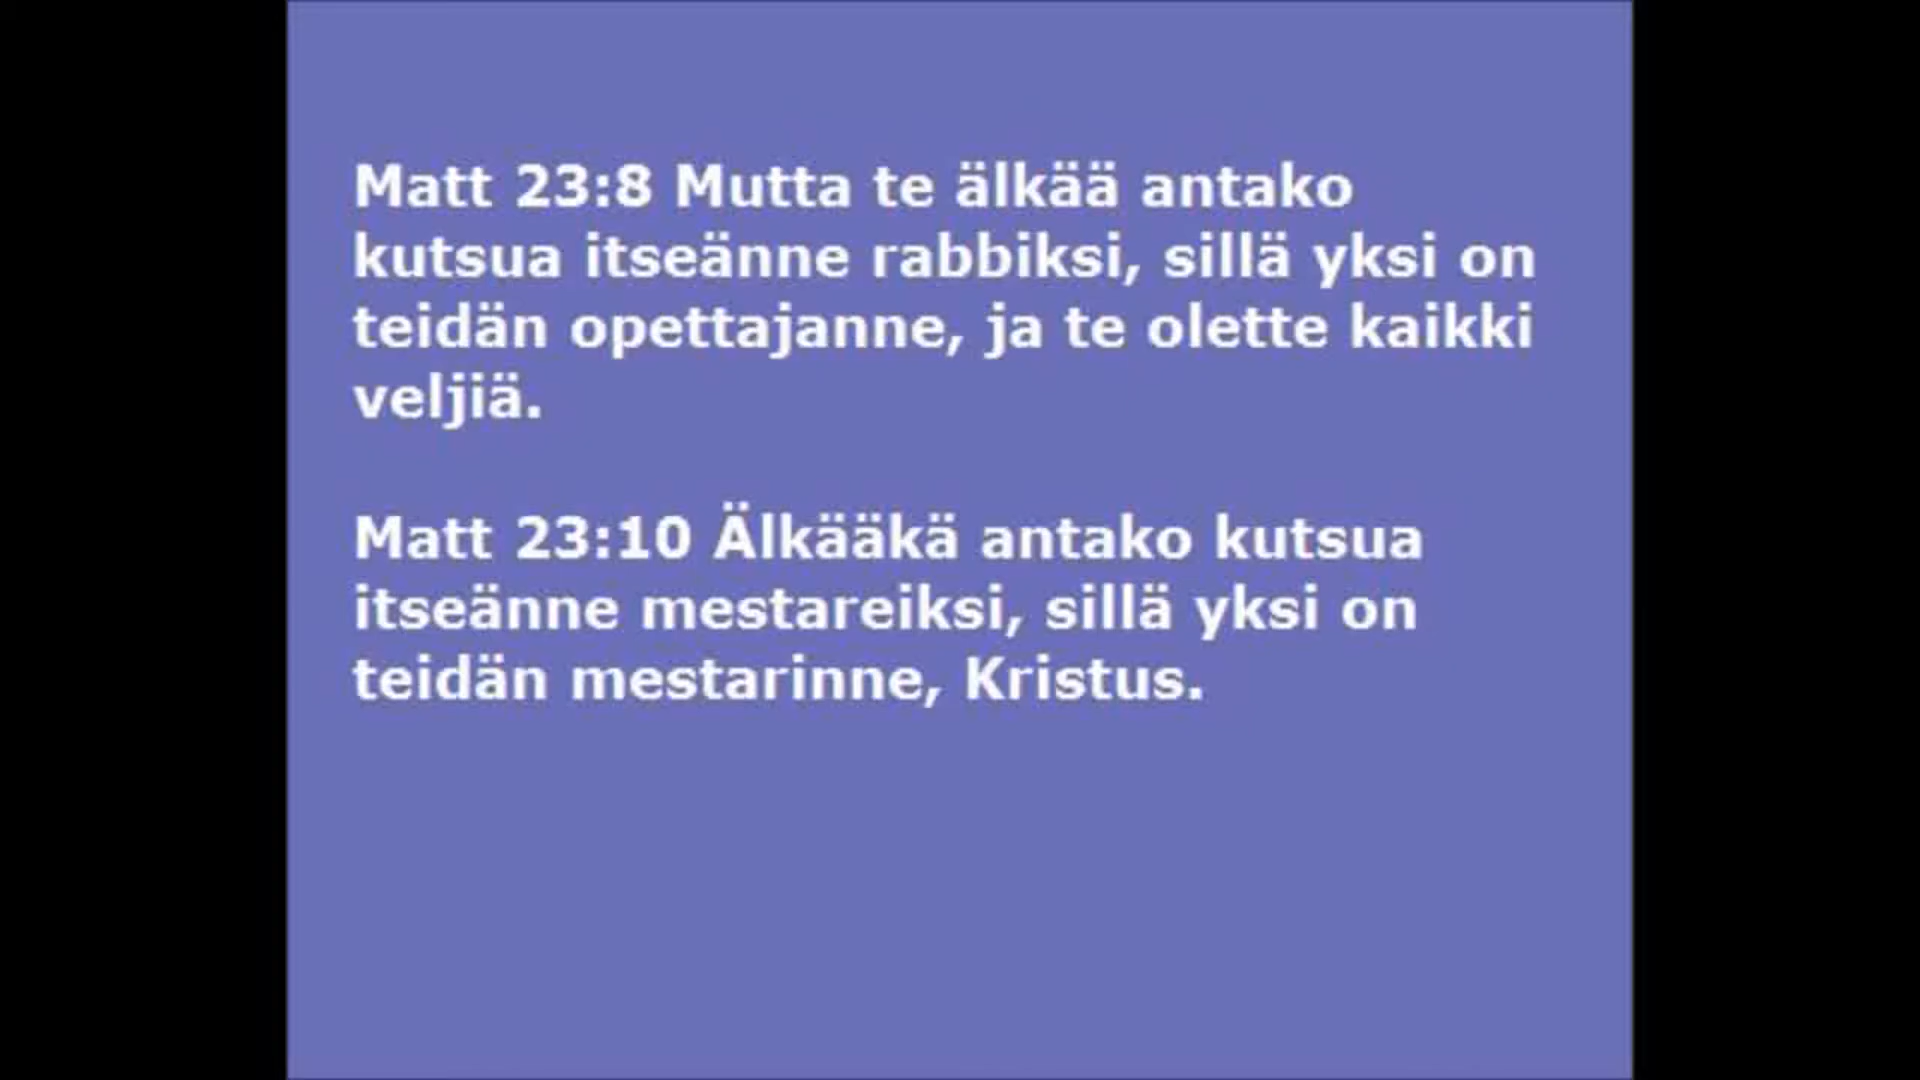 Matt 23:8 Mutta te älkää antako
kutsua itseänne rabbiksi, sillä yksi on
teidän opettajanne, ja te olette kaikki
veljiä.
Matt 23:10 Älkääkä antako kutsua
itseänne mestareiksi, sillä yksi on
teidän mestarinne, Kristus.